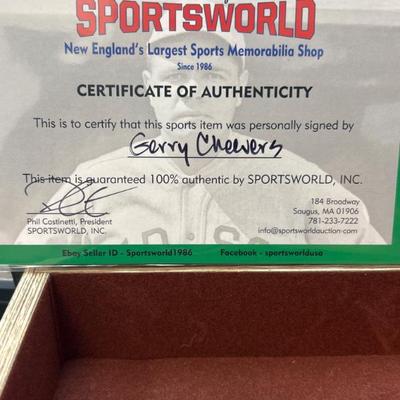 SPORTSWORLD
New England's Largest Sports Memorabilia Shop
Since 1986
CERTIFICATE OF AUTHENTICITY
This is to certify that this sports item was personally signed by
Gerry Cheevers
This item is guaranteed 100% authentic by SPORTSWORLD, INC.
Phil Castinetti, President
SPORTSWORLD, INC.
184 Broadway
Saugus, MA 01906
781-233-7222
info@sportsworldauction.com
Ebay Seller ID - Sportsworld1986 Facebook - sportsworldusa